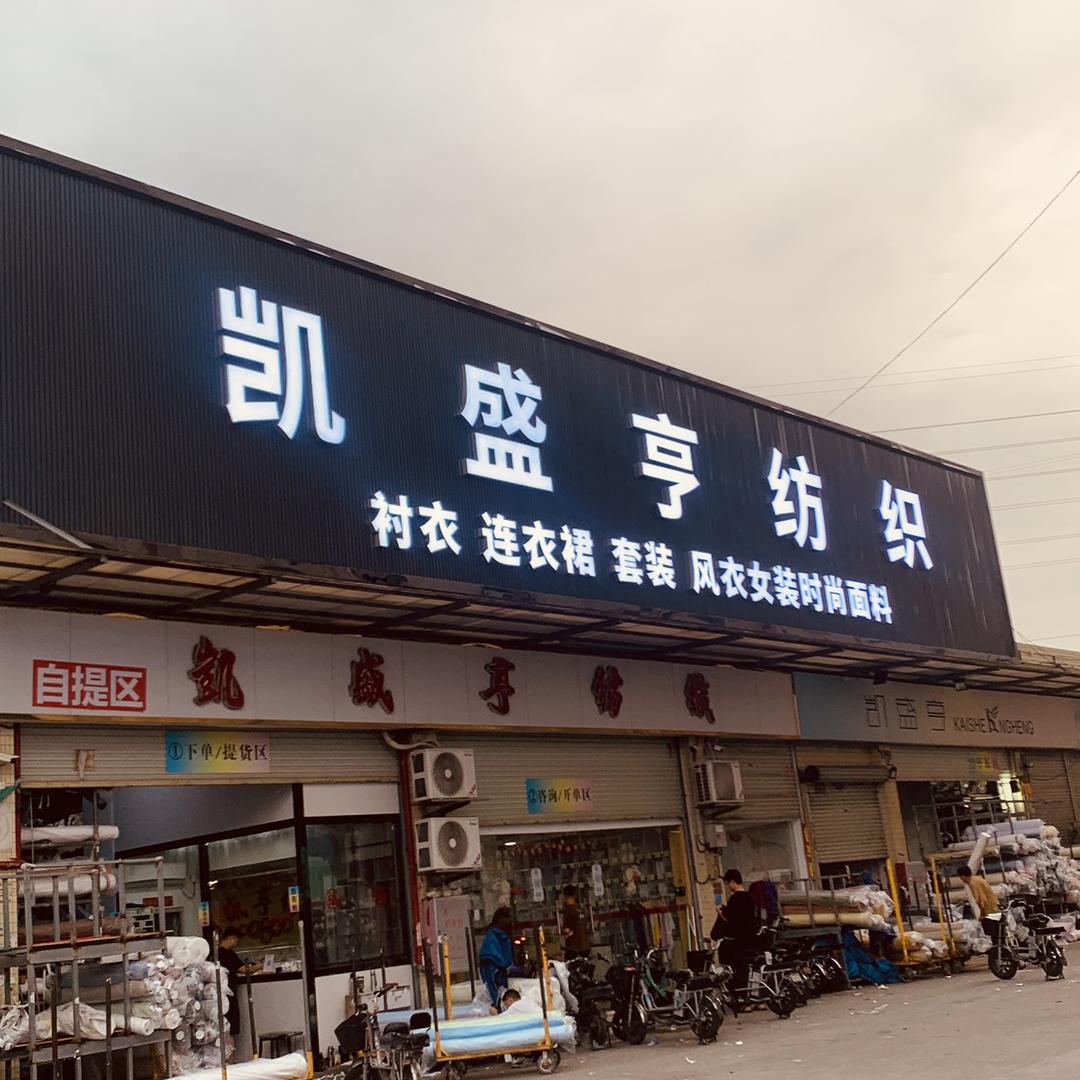 凯盛亨纺织
衬衣 连衣裙 套装 风衣女装时尚面料
自提区
凱盛亨纺织
凯盛亨 KAISHENGHENG
①下单/提货区
②咨询/开单区